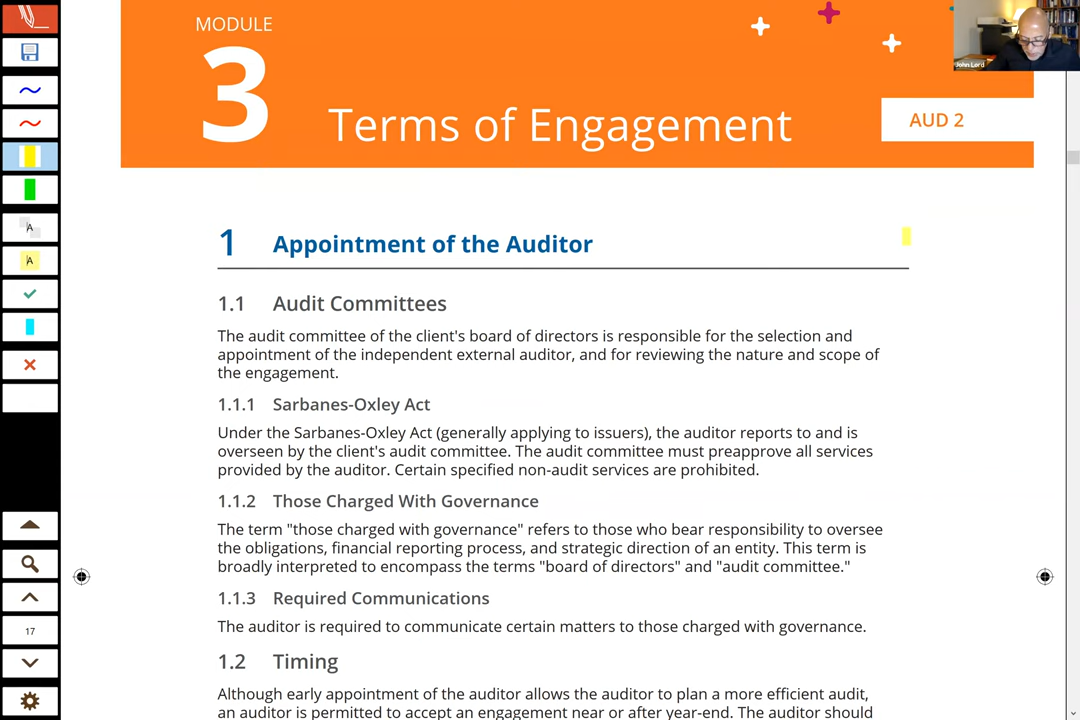 MODULE
3
Terms of Engagement
AUD 2
John Lord
1 Appointment of the Auditor
1.1 Audit Committees
The audit committee of the client's board of directors is responsible for the selection and
appointment of the independent external auditor, and for reviewing the nature and scope of
the engagement.
1.1.1 Sarbanes-Oxley Act
Under the Sarbanes-Oxley Act (generally applying to issuers), the auditor reports to and is
overseen by the client's audit committee. The audit committee must preapprove all services
provided by the auditor. Certain specified non-audit services are prohibited.
1.1.2 Those Charged With Governance
The term "those charged with governance" refers to those who bear responsibility to oversee
the obligations, financial reporting process, and strategic direction of an entity. This term is
broadly interpreted to encompass the terms "board of directors" and "audit committee."
1.1.3 Required Communications
The auditor is required to communicate certain matters to those charged with governance.
1.2 Timing
Although early appointment of the auditor allows the auditor to plan a more efficient audit,
an auditor is permitted to accept an engagement near or after year-end. The auditor should
A
A
17